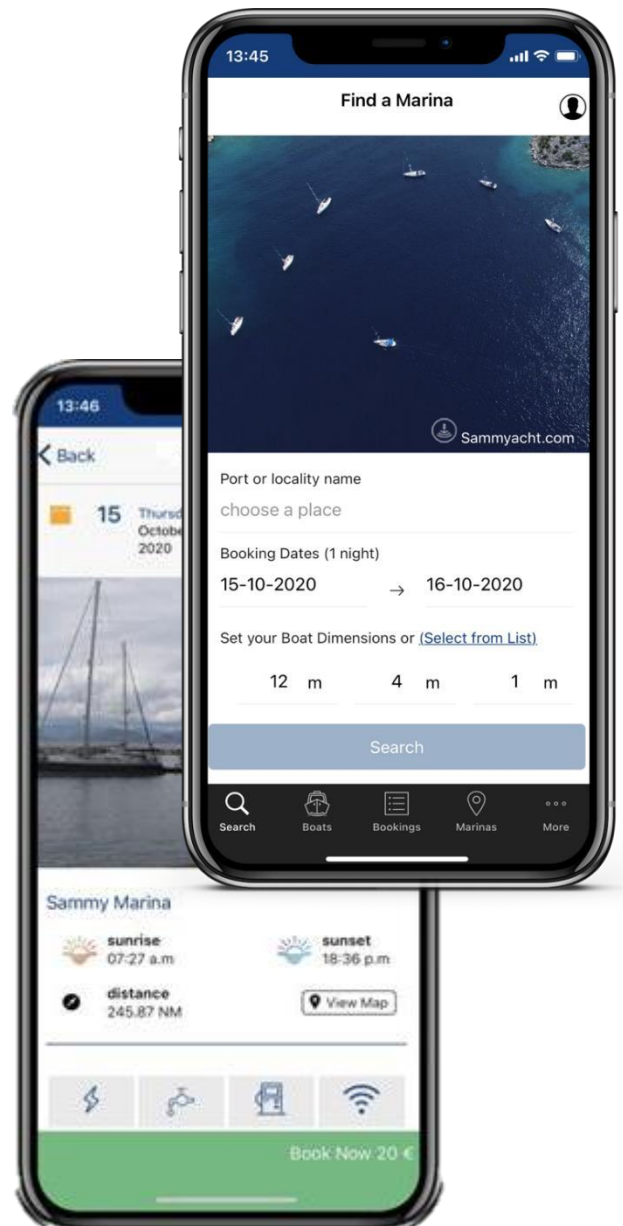 13:45
Find a Marina
Sammyacht.com
Port or locality name
choose a place
Booking Dates (1 night)
15-10-2020 → 16-10-2020
Set your Boat Dimensions or (Select from List)
12 m 4 m 1 m
Search
Search Boats Bookings Marinas More
13:46
Back
15 Thursd
Octobe
2020
Sammy Marina
sunrise
07:27 a.m
sunset
18:36 p.m
distance
245.87 NM
View Map
Book Now 20 €